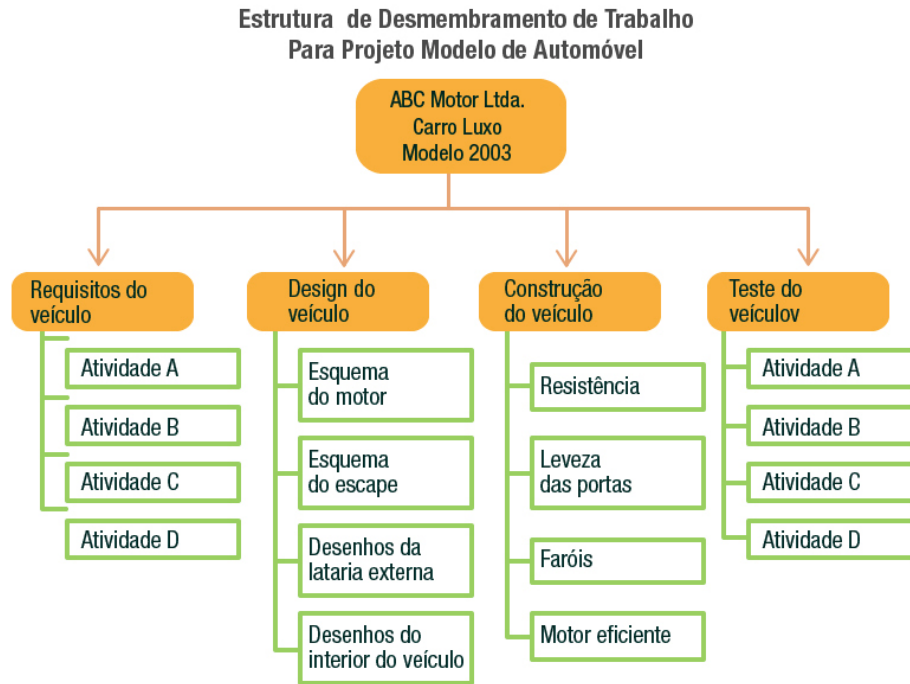 Estrutura de Desmembramento de Trabalho
Para Projeto Modelo de Automóvel
ABC Motor Ltda.
Carro Luxo
Modelo 2003
Requisitos do
veículo
Atividade A
Atividade B
Atividade C
Atividade D
Design do
veículo
Esquema
do motor
Esquema
do escape
Desenhos da
lataria externa
Desenhos do
interior do veículo
Construção
do veículo
Resistência
Leveza
das portas
Faróis
Motor eficiente
Teste do
veículov
Atividade A
Atividade B
Atividade C
Atividade D